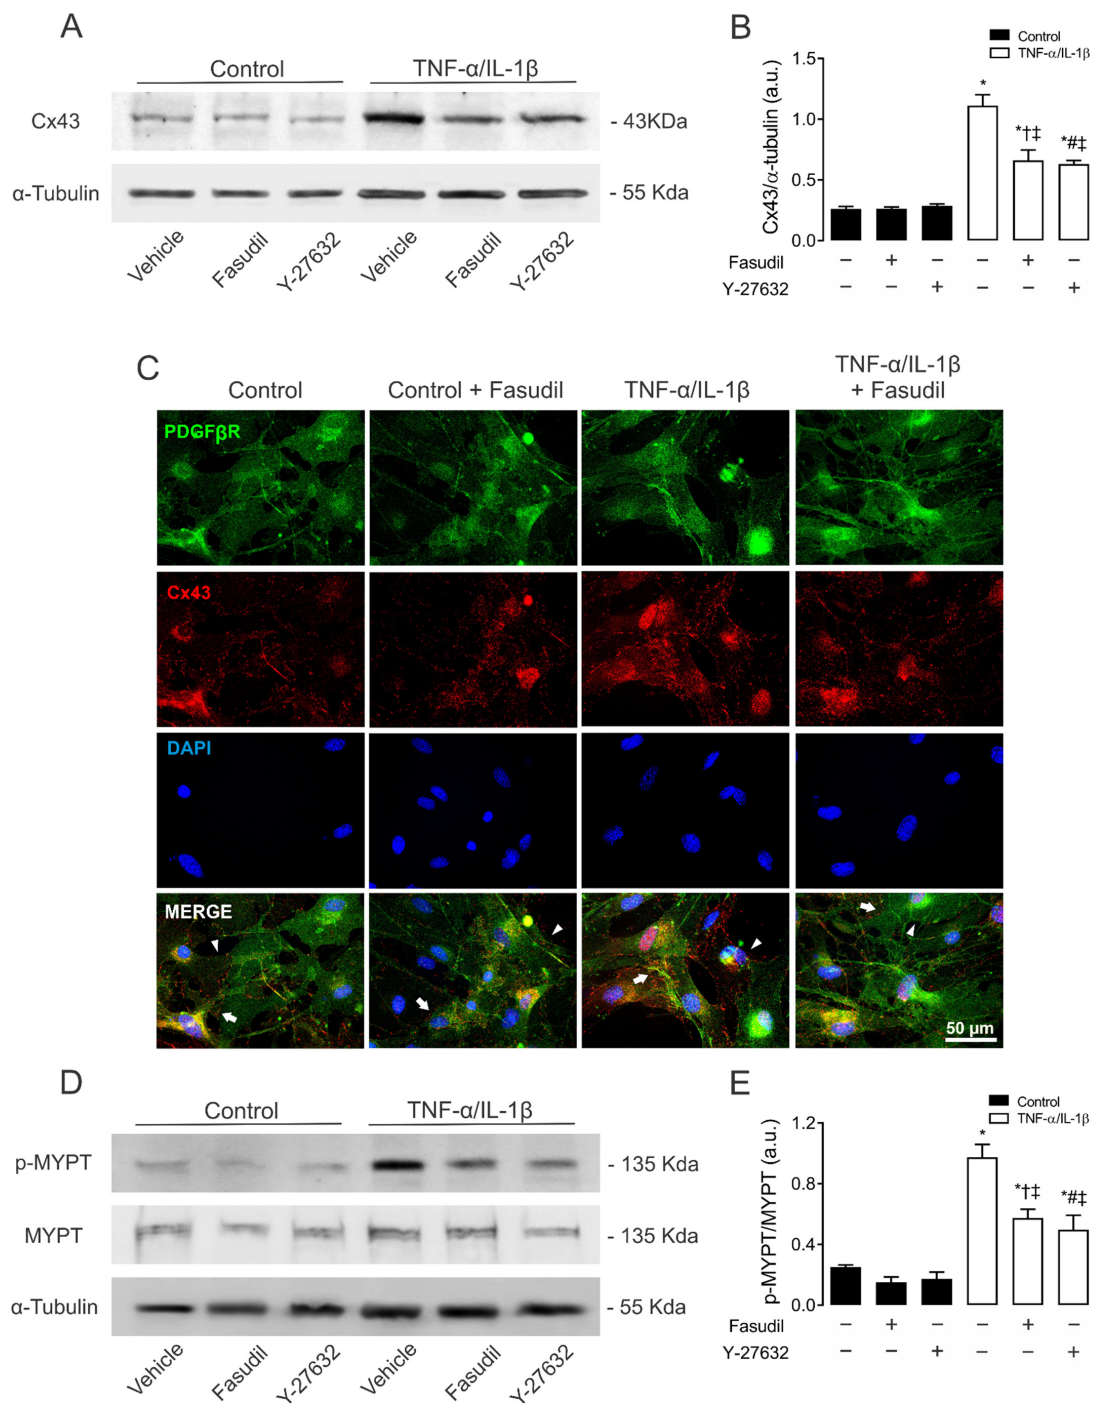 A
Control
TNF-α/IL-1β
Cx43
- 43KDa
α-Tubulin
- 55 Kda
Vehicle
Fasudil
Y-27632
Vehicle
Fasudil
Y-27632
B
Control
TNF-α/IL-1β
Cx43/α-tubulin (a.u.)
1.5
1.0
0.5
0.0
*
*†‡
*#‡
Fasudil − + − − + −
Y-27632 − − + − − +
C
Control
Control + Fasudil
TNF-α/IL-1β
TNF-α/IL-1β
+ Fasudil
PDGFβR
Cx43
DAPI
MERGE
50 µm
D
Control
TNF-α/IL-1β
p-MYPT
- 135 Kda
MYPT
- 135 Kda
α-Tubulin
- 55 Kda
Vehicle
Fasudil
Y-27632
Vehicle
Fasudil
Y-27632
E
Control
TNF-α/IL-1β
p-MYPT/MYPT (a.u.)
1.2
0.8
0.4
0.0
*
*†‡
*#‡
Fasudil − + − − + −
Y-27632 − − + − − +